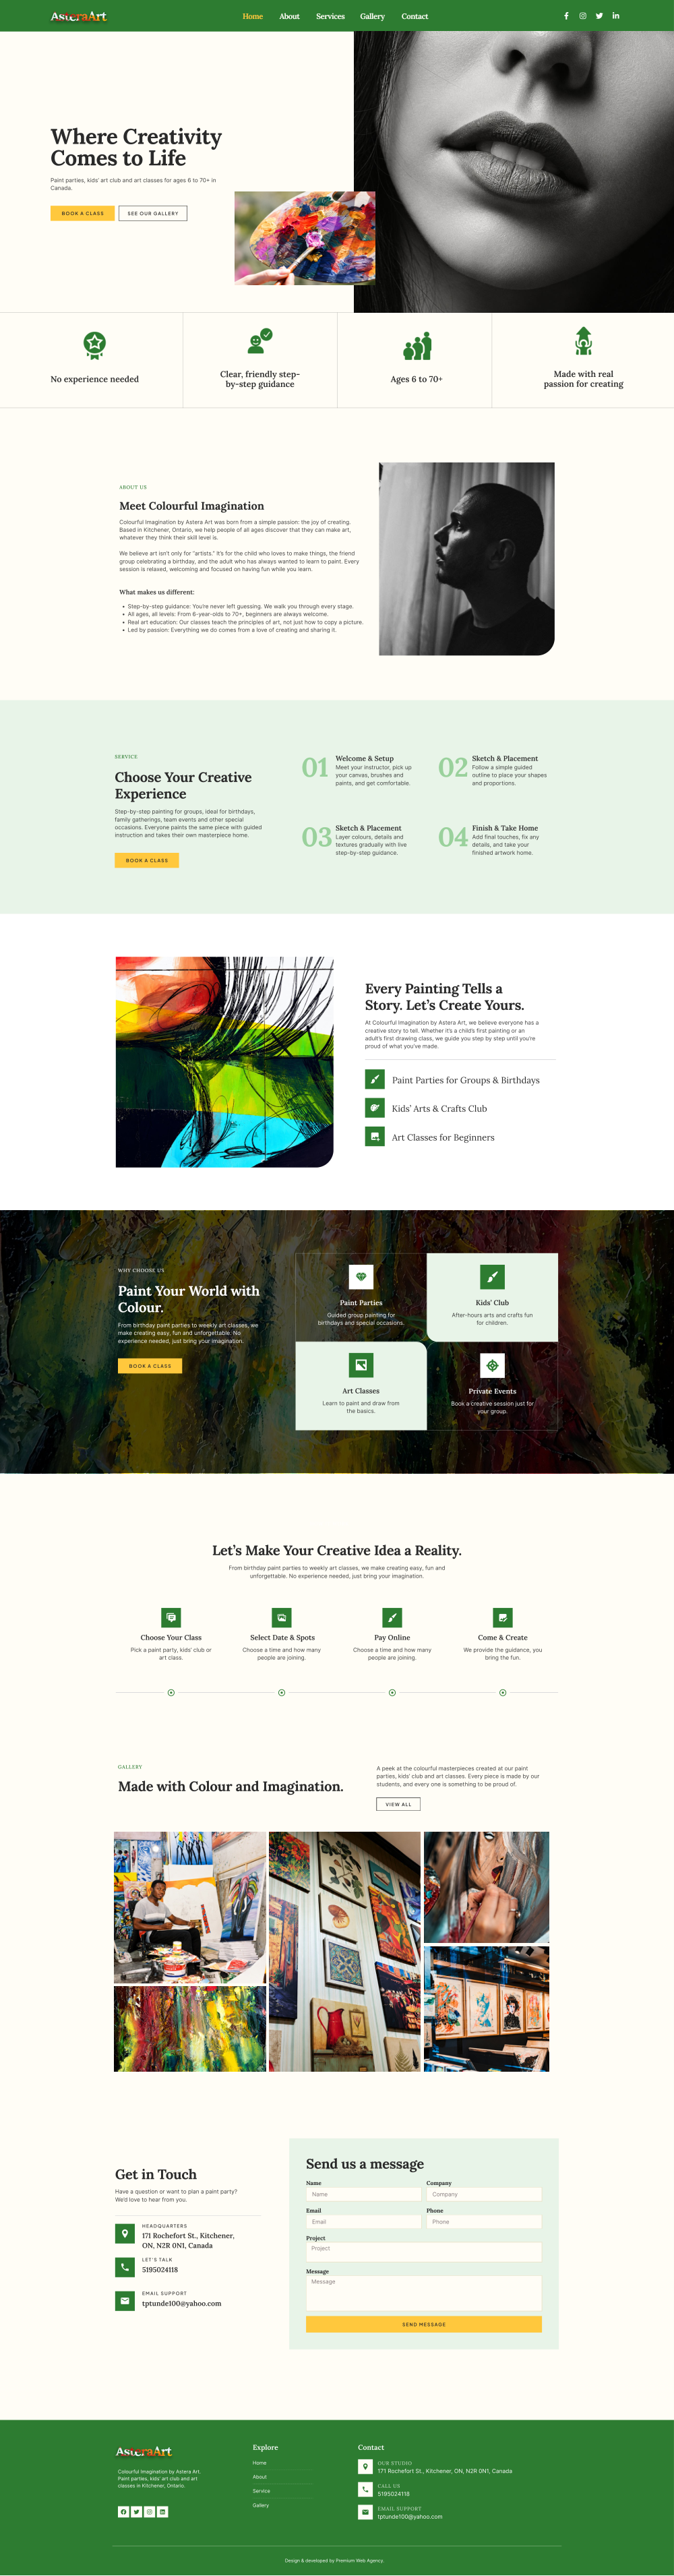 AsteraArt
Home About Services Gallery Contact
Where Creativity
Comes to Life
Paint parties, kids' art club and art classes for ages 6 to 70+ in
Canada.
BOOK A CLASS SEE OUR GALLERY
No experience needed
Clear, friendly step-
by-step guidance
Ages 6 to 70+
Made with real
passion for creating
ABOUT US
Meet Colourful Imagination
Colourful Imagination by Astera Art was born from a simple passion: the joy of creating.
Based in Kitchener, Ontario, we help people of all ages discover that they can make art,
whatever they think their skill level is.
We believe art isn't only for "artists." It's for the child who loves to make things, the friend
group celebrating a birthday, and the adult who has always wanted to learn to paint. Every
session is relaxed, welcoming and focused on having fun while you learn.
What makes us different:
• Step-by-step guidance: You're never left guessing. We walk you through every stage.
• All ages, all levels: From 6-year-olds to 70+, beginners are always welcome.
• Real art education: Our classes teach the principles of art, not just how to copy a picture.
• Led by passion: Everything we do comes from a love of creating and sharing it.
SERVICE
Choose Your Creative
Experience
Step-by-step painting for groups, ideal for birthdays,
family gatherings, team events and other special
occasions. Everyone paints the same piece with guided
instruction and takes their own masterpiece home.
BOOK A CLASS
01
Welcome & Setup
Meet your instructor, pick up
your canvas, brushes and
paints, and get comfortable.
02
Sketch & Placement
Follow a simple guided
outline to place your shapes
and proportions.
03
Sketch & Placement
Layer colours, details and
textures gradually with live
step-by-step guidance.
04
Finish & Take Home
Add final touches, fix any
details, and take your
finished artwork home.
Every Painting Tells a
Story. Let's Create Yours.
At Colourful Imagination by Astera Art, we believe everyone has a
creative story to tell. Whether it's a child's first painting or an
adult's first drawing class, we guide you step by step until you're
proud of what you've made.
Paint Parties for Groups & Birthdays
Kids' Arts & Crafts Club
Art Classes for Beginners
WHY CHOOSE US
Paint Your World with
Colour.
From birthday paint parties to weekly art classes, we
make creating easy, fun and unforgettable. No
experience needed, just bring your imagination.
BOOK A CLASS
Paint Parties
Guided group painting for
birthdays and special occasions.
Kids' Club
After-hours arts and crafts fun
for children.
Art Classes
Learn to paint and draw from
the basics.
Private Events
Book a creative session just for
your group.
Let's Make Your Creative Idea a Reality.
From birthday paint parties to weekly art classes, we make creating easy, fun and
unforgettable. No experience needed, just bring your imagination.
Choose Your Class
Pick a paint party, kids' club or
art class.
Select Date & Spots
Choose a time and how many
people are joining.
Pay Online
Choose a time and how many
people are joining.
Come & Create
We provide the guidance, you
bring the fun.
GALLERY
Made with Colour and Imagination.
A peek at the colourful masterpieces created at our paint
parties, kids' club and art classes. Every piece is made by our
students, and every one is something to be proud of.
VIEW ALL
Get in Touch
Have a question or want to plan a paint party?
We'd love to hear from you.
HEADQUARTERS
171 Rochefort St., Kitchener,
ON, N2R 0N1, Canada
LET'S TALK
5195024118
EMAIL SUPPORT
tptunde100@yahoo.com
Send us a message
Name Company
Name Company
Email Phone
Email Phone
Project
Project
Message
Message
SEND MESSAGE
AsteraArt
Colourful Imagination by Astera Art.
Paint parties, kids' art club and art
classes in Kitchener, Ontario.
Explore
Home
About
Service
Gallery
Contact
OUR STUDIO
171 Rochefort St., Kitchener, ON, N2R 0N1, Canada
CALL US
5195024118
EMAIL SUPPORT
tptunde100@yahoo.com
Design & developed by Premium Web Agency.